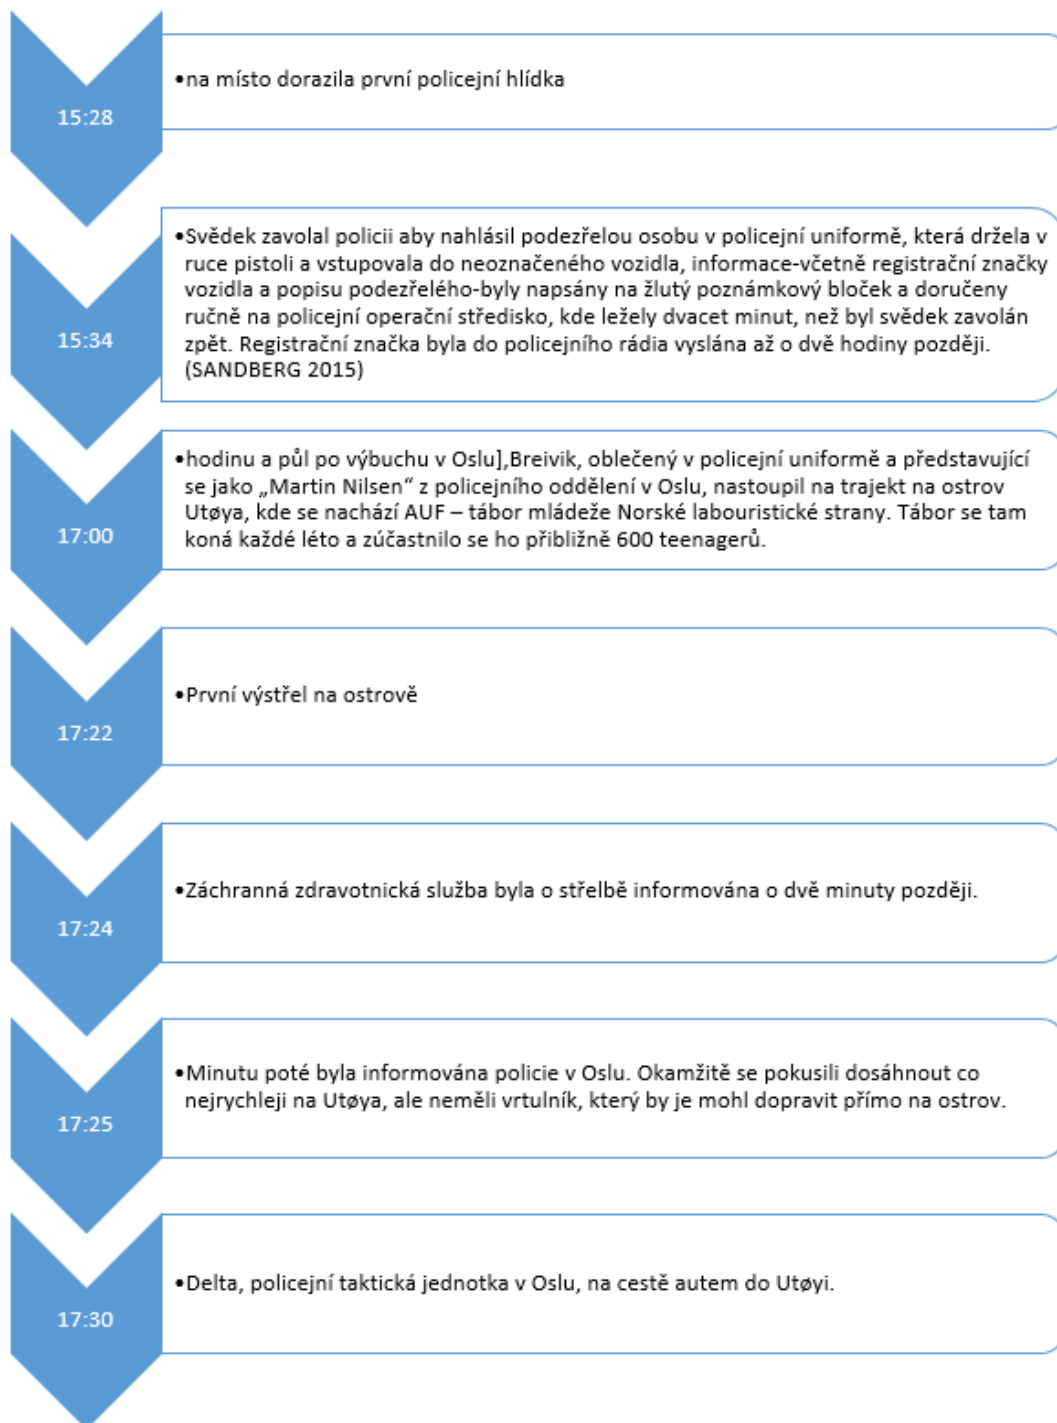 15:28
•na místo dorazila první policejní hlídka
15:34
•Svědek zavolal policii aby nahlásil podezřelou osobu v policejní uniformě, která držela v
ruce pistoli a vstupovala do neoznačeného vozidla, informace-včetně registrační značky
vozidla a popisu podezřelého-byly napsány na žlutý poznámkový bloček a doručeny
ručně na policejní operační středisko, kde ležely dvacet minut, než byl svědek zavolán
zpět. Registrační značka byla do policejního rádia vyslána až o dvě hodiny později.
(SANDBERG 2015)
17:00
•hodinu a půl po výbuchu v Oslu],Breivik, oblečený v policejní uniformě a představující
se jako „Martin Nilsen“ z policejního oddělení v Oslu, nastoupil na trajekt na ostrov
Utøya, kde se nachází AUF – tábor mládeže Norské labouristické strany. Tábor se tam
koná každé léto a zúčastnilo se ho přibližně 600 teenagerů.
17:22
•První výstřel na ostrově
17:24
•Záchranná zdravotnická služba byla o střelbě informována o dvě minuty později.
17:25
•Minutu poté byla informována policie v Oslu. Okamžitě se pokusili dosáhnout co
nejrychleji na Utøya, ale neměli vrtulník, který by je mohl dopravit přímo na ostrov.
17:30
•Delta, policejní taktická jednotka v Oslu, na cestě autem do Utøyi.